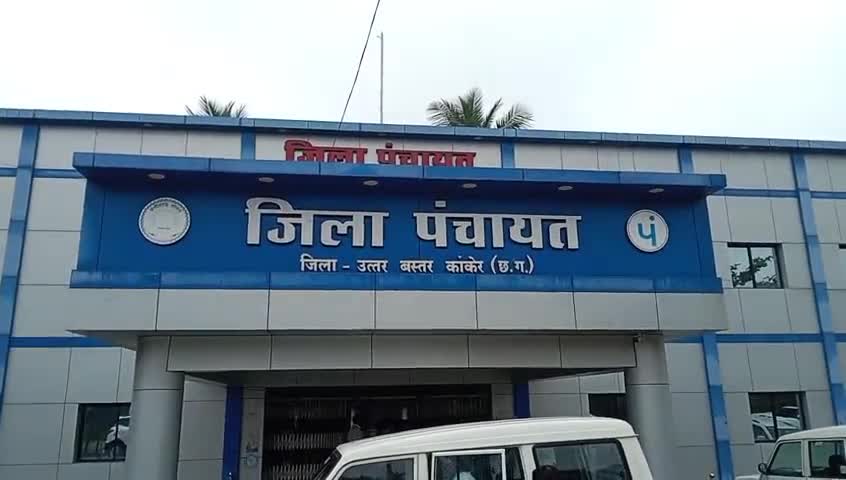 जिला पंचायत
जिला पंचायत
जिला - उत्तर बस्तर कांकेर (छ.ग.)
पं